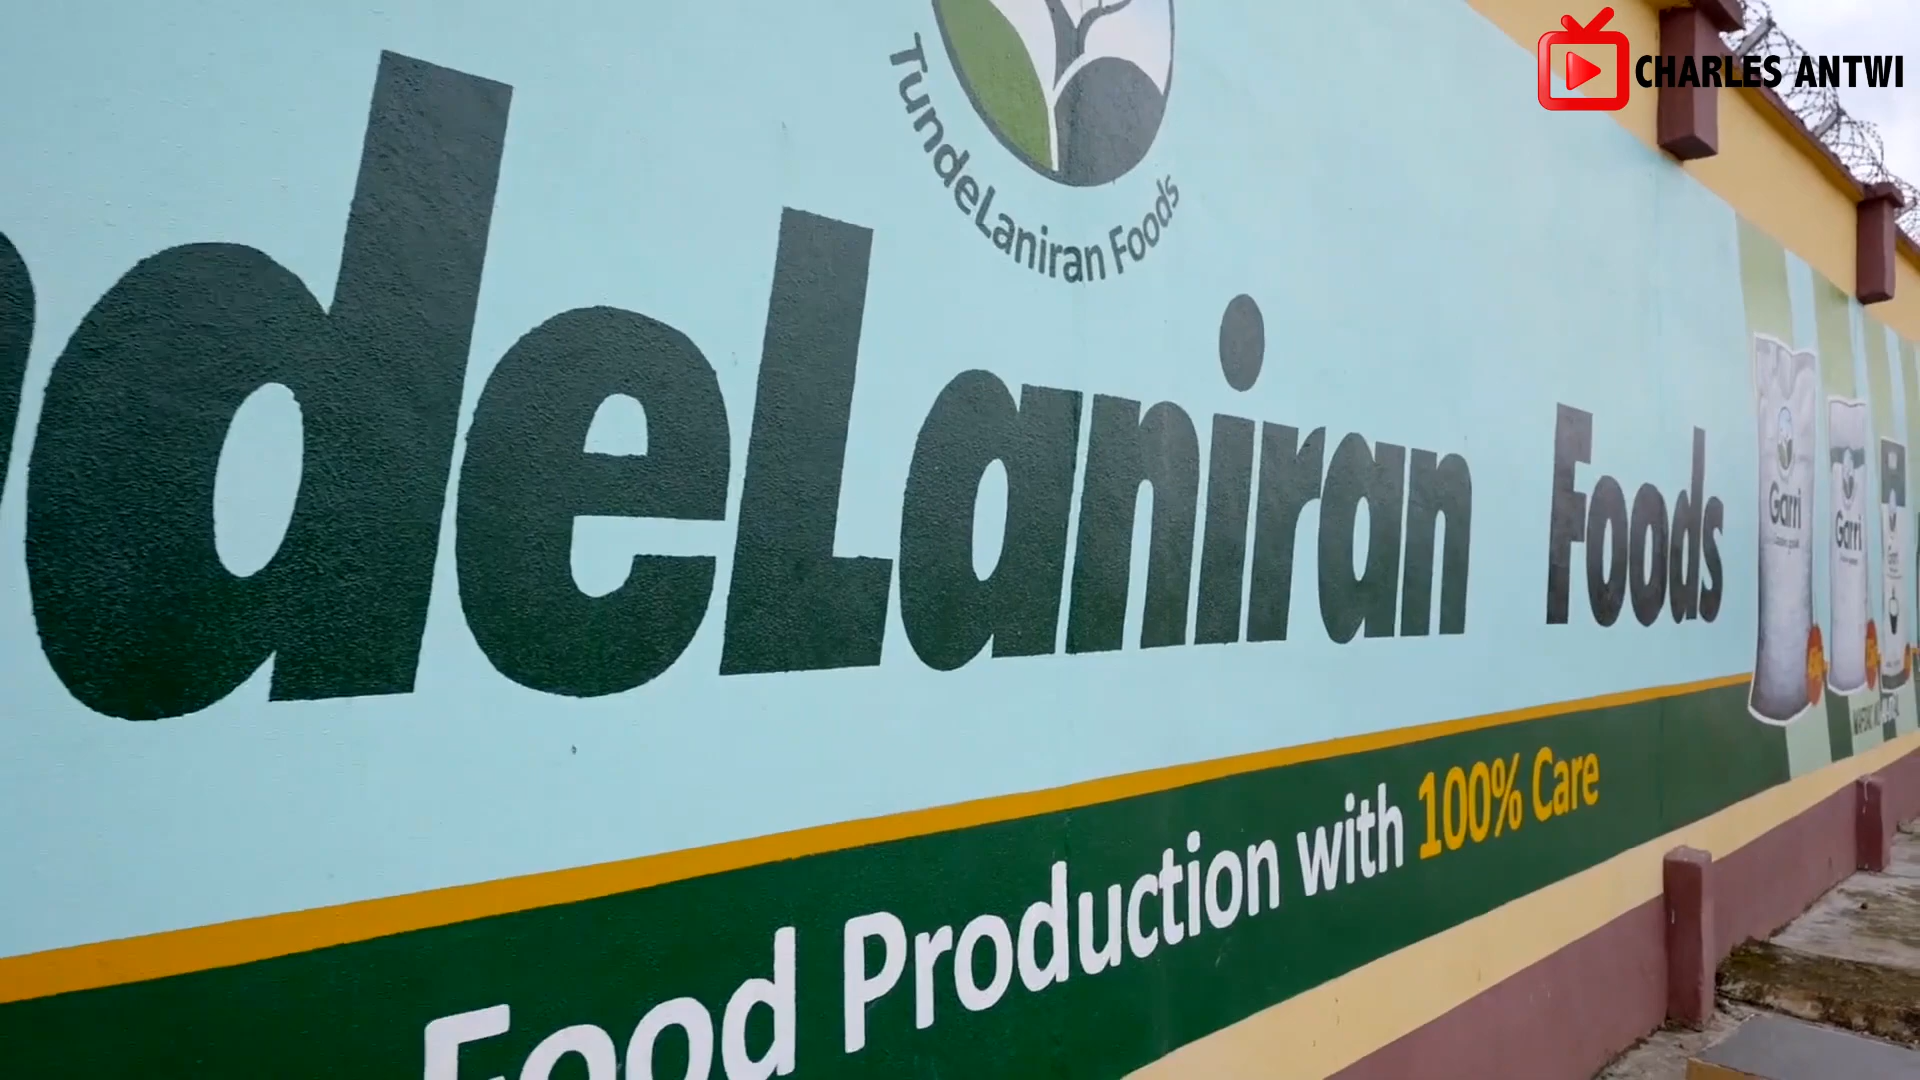 CHARLES ANTWI
TundeLaniran Foods
deLaniran Foods
Food Production with 100% Care
Garri
Garri